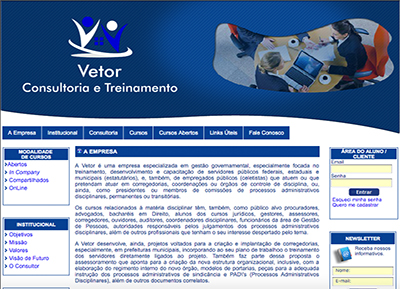 Vetor
Consultoria e Treinamento
A Empresa Institucional Consultoria Cursos Cursos Abertos Links Úteis Fale Conosco
MODALIDADE
DE CURSOS
Abertos
In Company
Compartilhados
OnLine
INSTITUCIONAL
Objetivos
Missão
Valores
Visão de Futuro
O Consultor
A EMPRESA
A Vetor é uma empresa especializada em gestão governamental, especialmente focada no
treinamento, desenvolvimento e capacitação de servidores públicos federais, estaduais e
municipais (estatutários), e, também, de empregados públicos (celetistas) que atuem ou que
pretendam atuar em corregedorias, coordenações ou órgãos de controle de disciplina, ou,
ainda, como presidentes ou membros de comissões de processos administrativos
disciplinares, permanentes ou transitórias.
Os cursos relacionados à matéria disciplinar têm, também, como público alvo procuradores,
advogados, bacharéis em Direito, alunos dos cursos jurídicos, gestores, assessores,
corregedores, ouvidores, auditores, coordenadores disciplinares, funcionários da área de Gestão
de Pessoas, autoridades responsáveis pelos julgamentos dos processos administrativos
disciplinares, além de outros profissionais que tenham o seu interesse despertado pelo tema.
A Vetor desenvolve, ainda, projetos voltados para a criação e implantação de corregedorias,
especialmente, em prefeituras municipais, incorporando ao seu plano de trabalho o treinamento
dos servidores diretamente ligados ao projeto. Também faz parte dessa proposta o
assessoramento que aponta para a criação da nova estrutura organizacional, inclusive, com a
elaboração do regimento interno do novo órgão, modelos de portarias, peças para a adequada
instrução dos processos administrativos de sindicância e PAD's (Processos Administrativos
Disciplinares), além de outros documentos correlatos.
ÁREA DO ALUNO /
CLIENTE
Email
Senha
Entrar
Esqueci minha senha
Quero me cadastrar
NEWSLETTER
Receba nossos
informativos.
Nome...
Email...